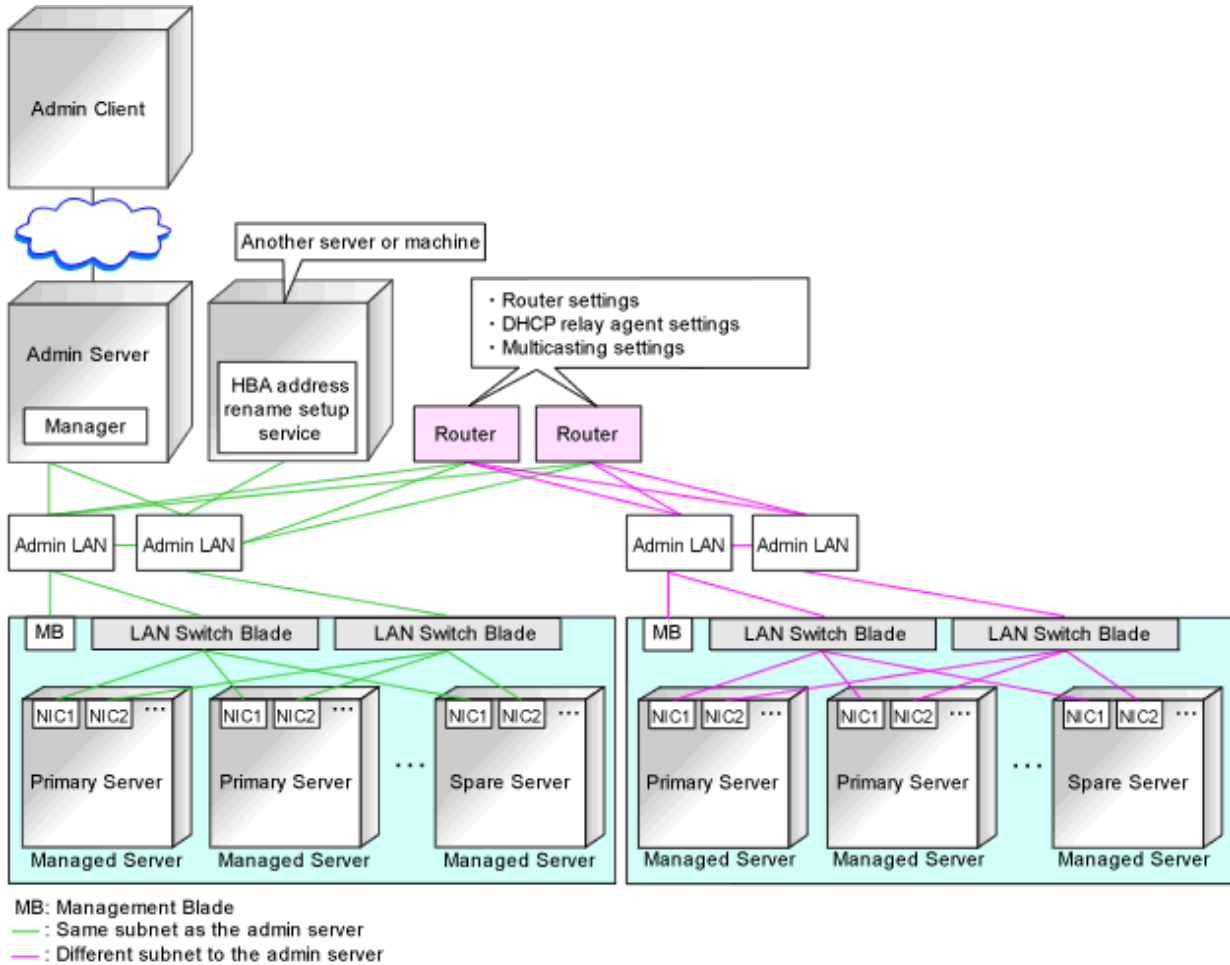 Admin Client
Another server or machine
・Router settings
・DHCP relay agent settings
・Multicasting settings
Admin Server
Manager
HBA address
rename setup
service
Router
Router
Admin LAN
Admin LAN
Admin LAN
Admin LAN
MB
LAN Switch Blade
LAN Switch Blade
MB
LAN Switch Blade
LAN Switch Blade
NIC1 NIC2 ...
NIC1 NIC2 ...
NIC1 NIC2 ...
NIC1 NIC2 ...
NIC1 NIC2 ...
NIC1 NIC2 ...
Primary Server
Primary Server
...
Spare Server
Primary Server
Primary Server
...
Spare Server
Managed Server
Managed Server
Managed Server
Managed Server
Managed Server
Managed Server
MB: Management Blade
: Same subnet as the admin server
: Different subnet to the admin server